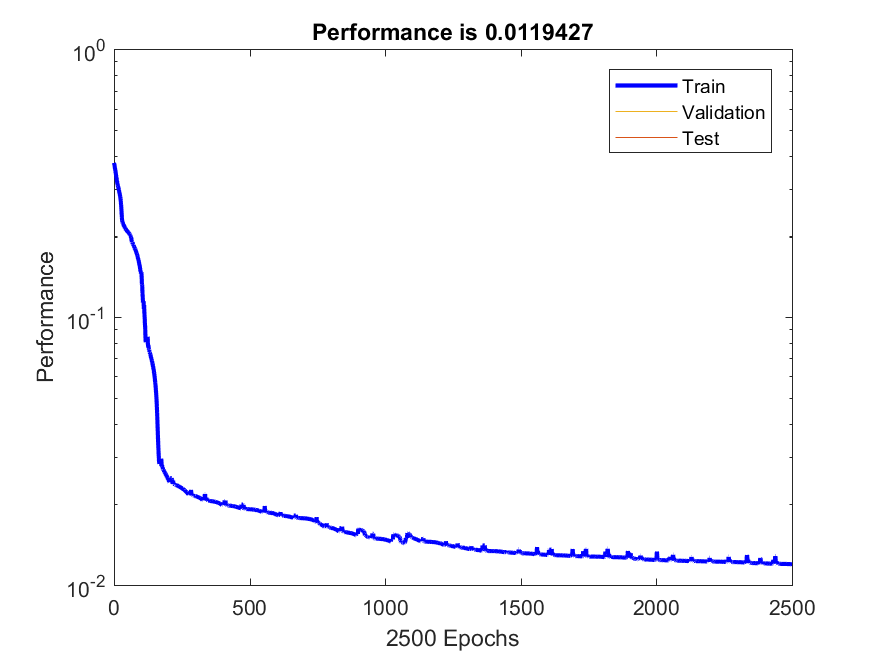 Performance is 0.0119427
10^0
Train
Validation
Test
10^-1
Performance
10^-2
0 500 1000 1500 2000 2500
2500 Epochs